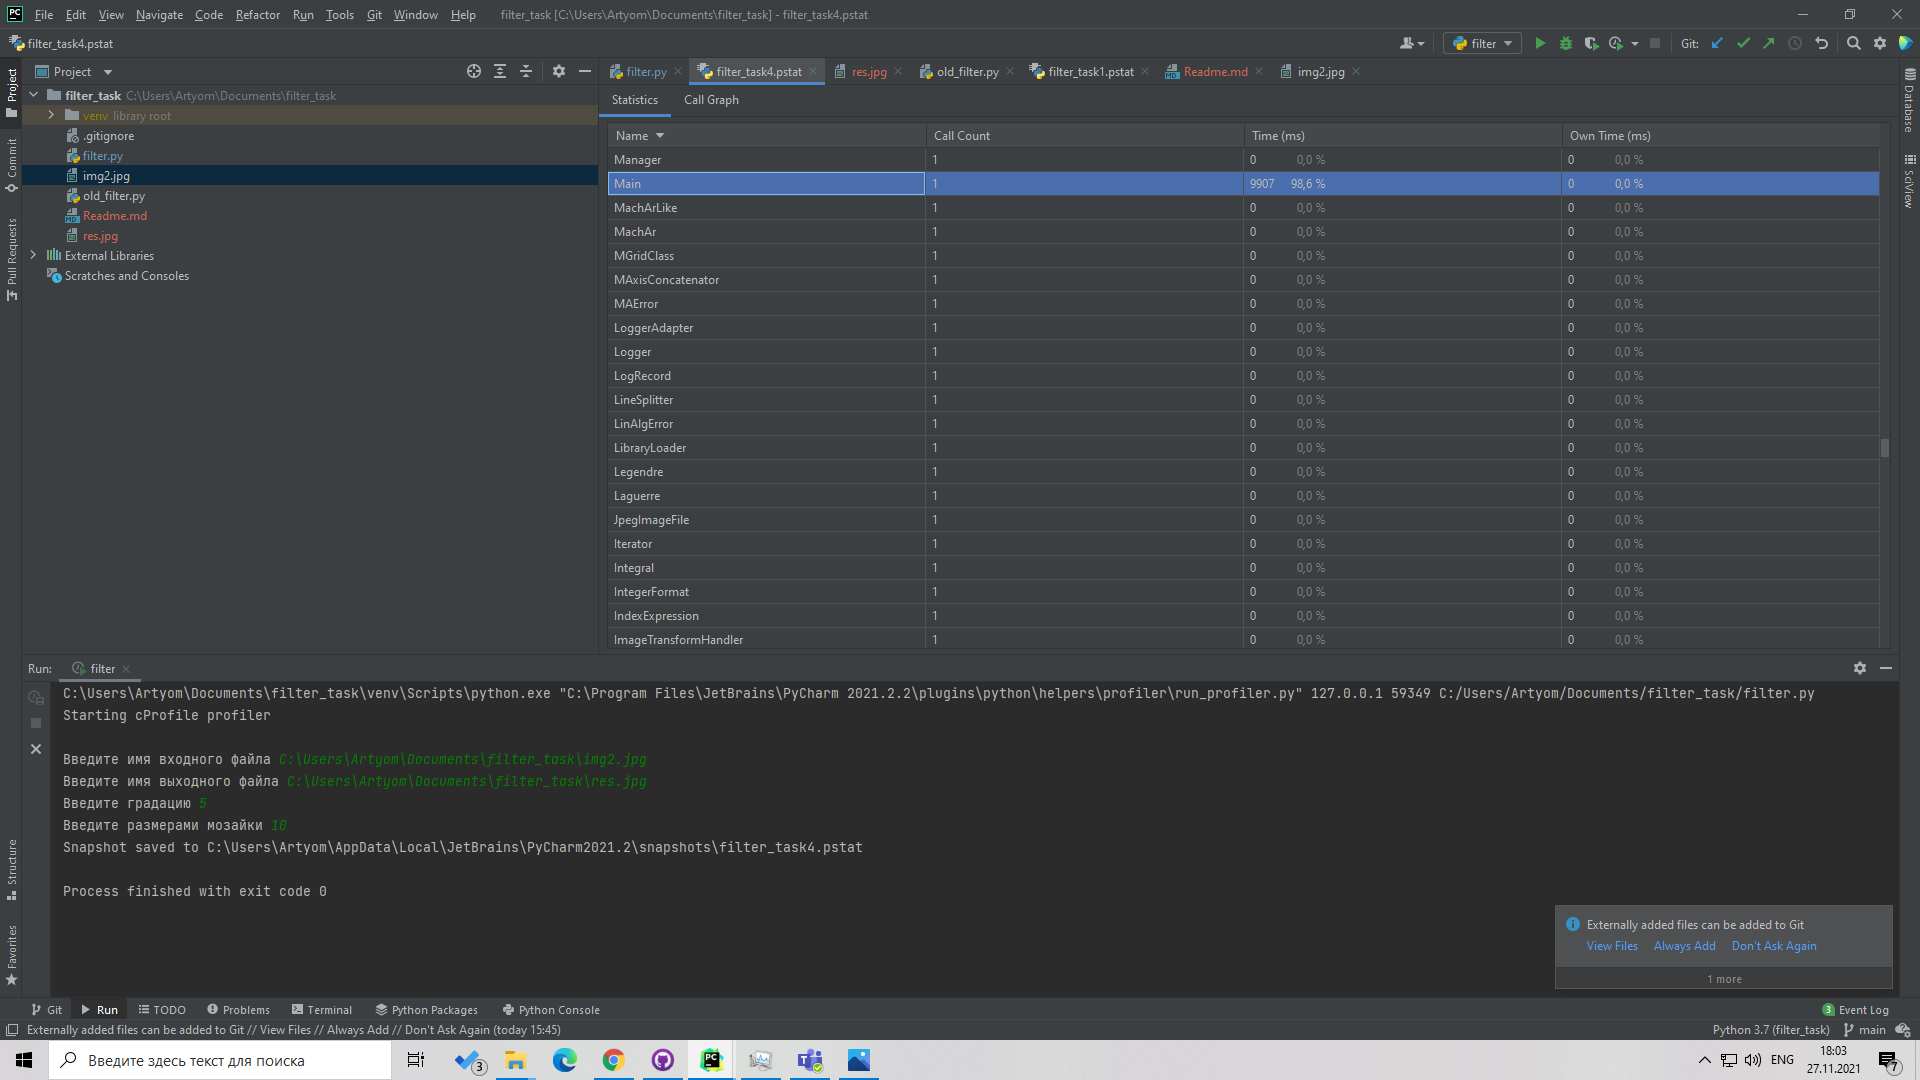 File Edit View Navigate Code Refactor Run Tools Git Window Help filter_task [C:\Users\Artyom\Documents\filter_task] - filter_task4.pstat
filter_task4.pstat
filter
Git:
Project
filter.py
filter_task4.pstat
res.jpg
old_filter.py
filter_task1.pstat
Readme.md
img2.jpg
filter_task C:\Users\Artyom\Documents\filter_task
venv library root
.gitignore
filter.py
img2.jpg
old_filter.py
Readme.md
res.jpg
External Libraries
Scratches and Consoles
Project
Commit
Pull Requests
Structure
Favorites
Database
SciView
Statistics Call Graph
Name Call Count Time (ms) Own Time (ms)
Manager 1 0 0,0 % 0 0,0 %
Main 1 9907 98,6 % 0 0,0 %
MachArLike 1 0 0,0 % 0 0,0 %
MachAr 1 0 0,0 % 0 0,0 %
MGridClass 1 0 0,0 % 0 0,0 %
MAxisConcatenator 1 0 0,0 % 0 0,0 %
MAError 1 0 0,0 % 0 0,0 %
LoggerAdapter 1 0 0,0 % 0 0,0 %
Logger 1 0 0,0 % 0 0,0 %
LogRecord 1 0 0,0 % 0 0,0 %
LineSplitter 1 0 0,0 % 0 0,0 %
LinAlgError 1 0 0,0 % 0 0,0 %
LibraryLoader 1 0 0,0 % 0 0,0 %
Legendre 1 0 0,0 % 0 0,0 %
Laguerre 1 0 0,0 % 0 0,0 %
JpegImageFile 1 0 0,0 % 0 0,0 %
Iterator 1 0 0,0 % 0 0,0 %
Integral 1 0 0,0 % 0 0,0 %
IntegerFormat 1 0 0,0 % 0 0,0 %
IndexExpression 1 0 0,0 % 0 0,0 %
ImageTransformHandler 1 0 0,0 % 0 0,0 %
Run: filter
C:\Users\Artyom\Documents\filter_task\venv\Scripts\python.exe "C:\Program Files\JetBrains\PyCharm 2021.2.2\plugins\python\helpers\profiler\run_profiler.py" 127.0.0.1 59349 C:/Users/Artyom/Documents/filter_task/filter.py
Starting cProfile profiler
Введите имя входного файла C:\Users\Artyom\Documents\filter_task\img2.jpg
Введите имя выходного файла C:\Users\Artyom\Documents\filter_task\res.jpg
Введите градацию 5
Введите размерами мозайки 10
Snapshot saved to C:\Users\Artyom\AppData\Local\JetBrains\PyCharm2021.2\snapshots\filter_task4.pstat
Process finished with exit code 0
Externally added files can be added to Git
View Files Always Add Don't Ask Again
1 more
Git Run TODO Problems Terminal Python Packages Python Console 3 Event Log
Externally added files can be added to Git // View Files // Always Add // Don't Ask Again (today 15:45) Python 3.7 (filter_task) main
Введите здесь текст для поиска
3
PC
ENG
18:03
27.11.2021
7